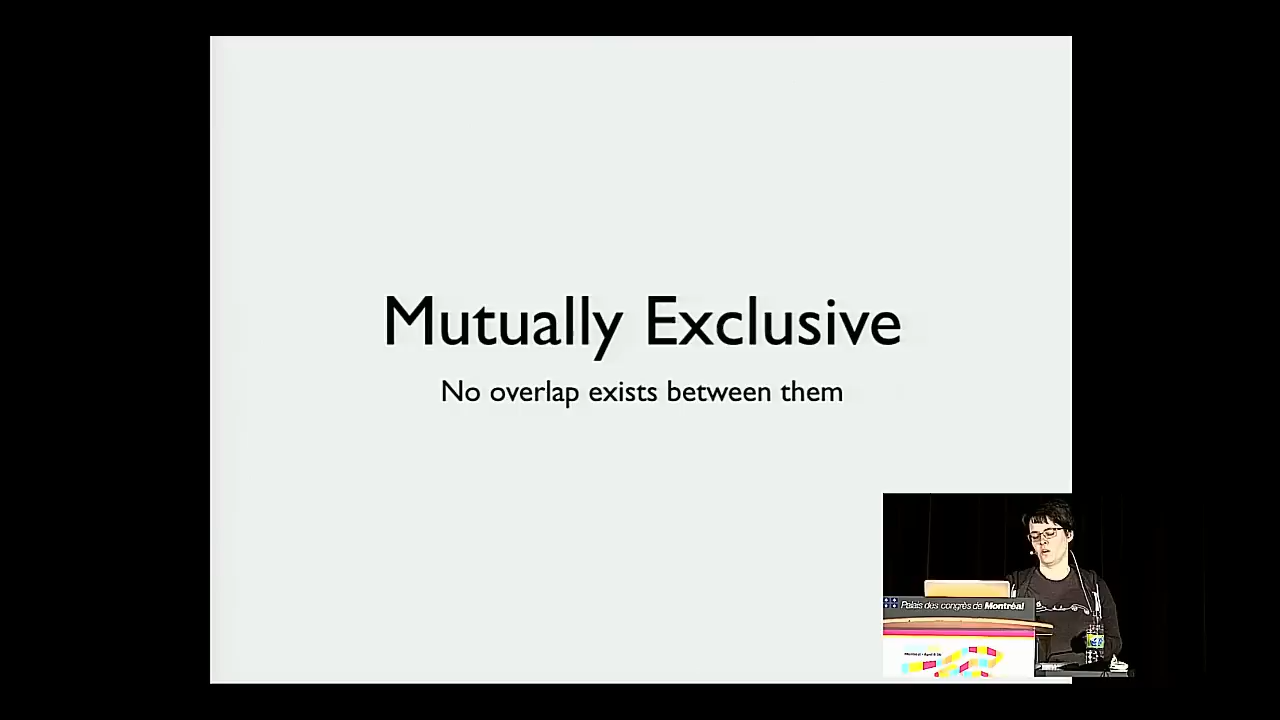 Mutually Exclusive
No overlap exists between them
Palais des congrès de Montréal